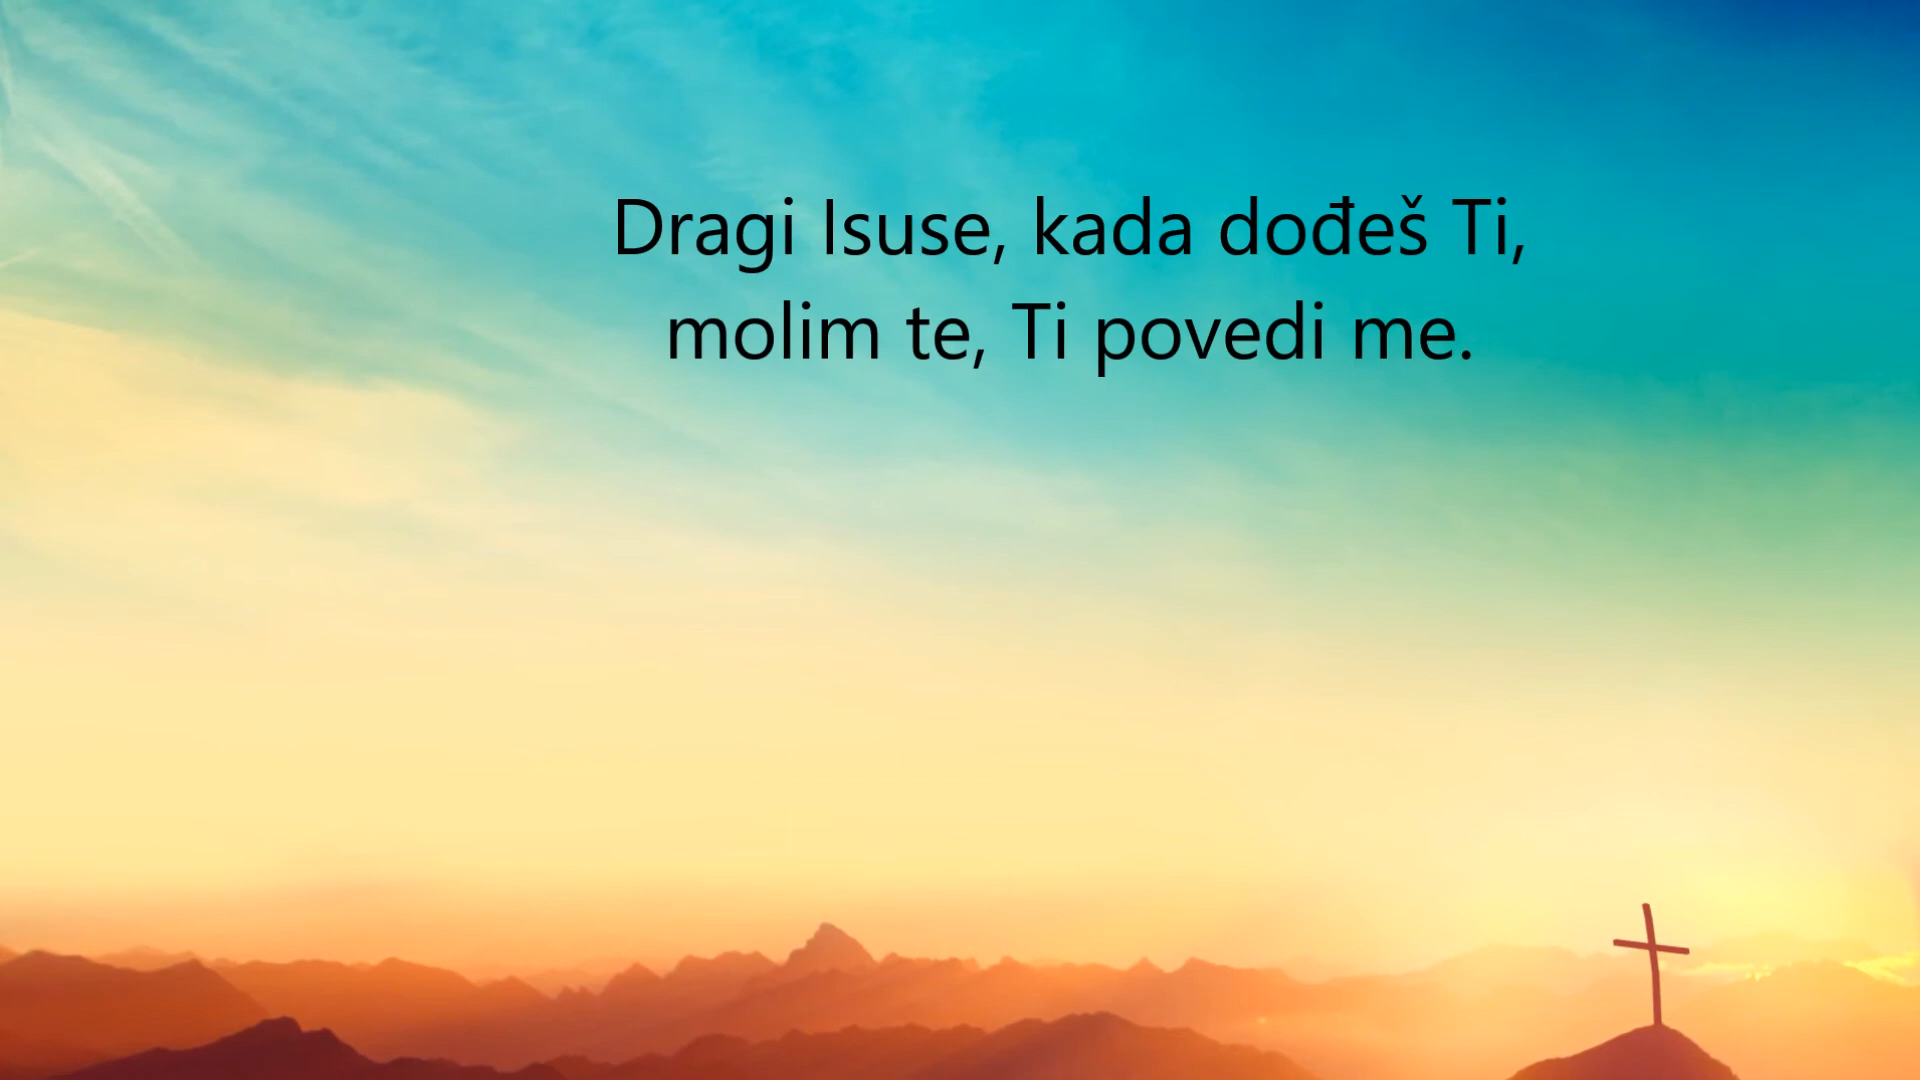 Dragi Isuse, kada dođeš Ti,
molim te, Ti povedi me.